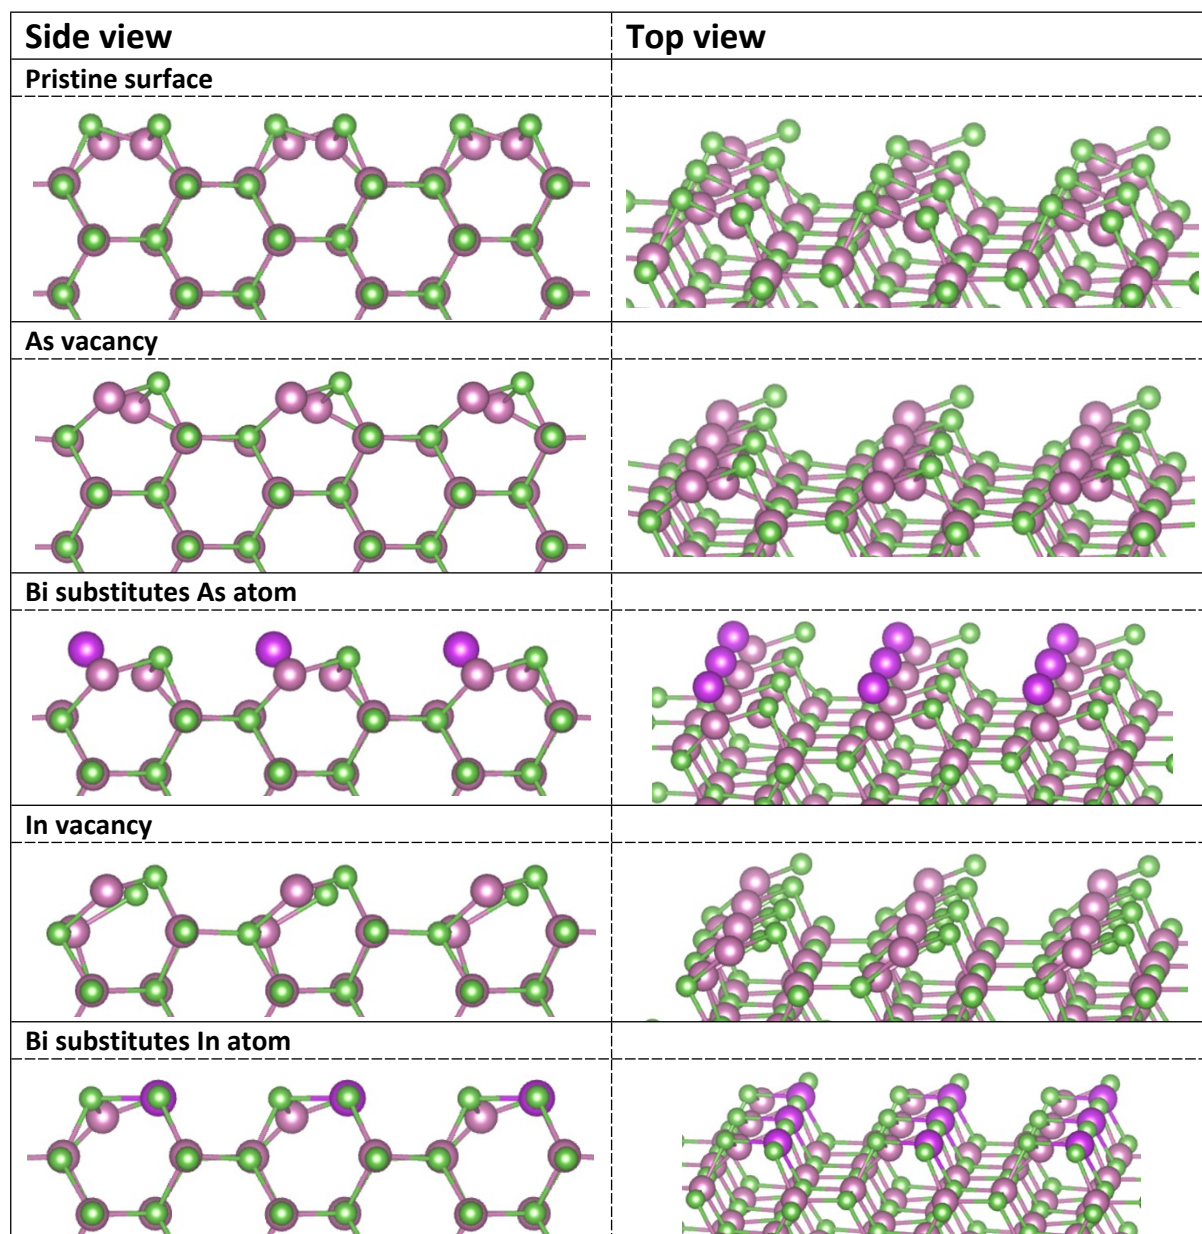 Side view
Top view
Pristine surface
As vacancy
Bi substitutes As atom
In vacancy
Bi substitutes In atom